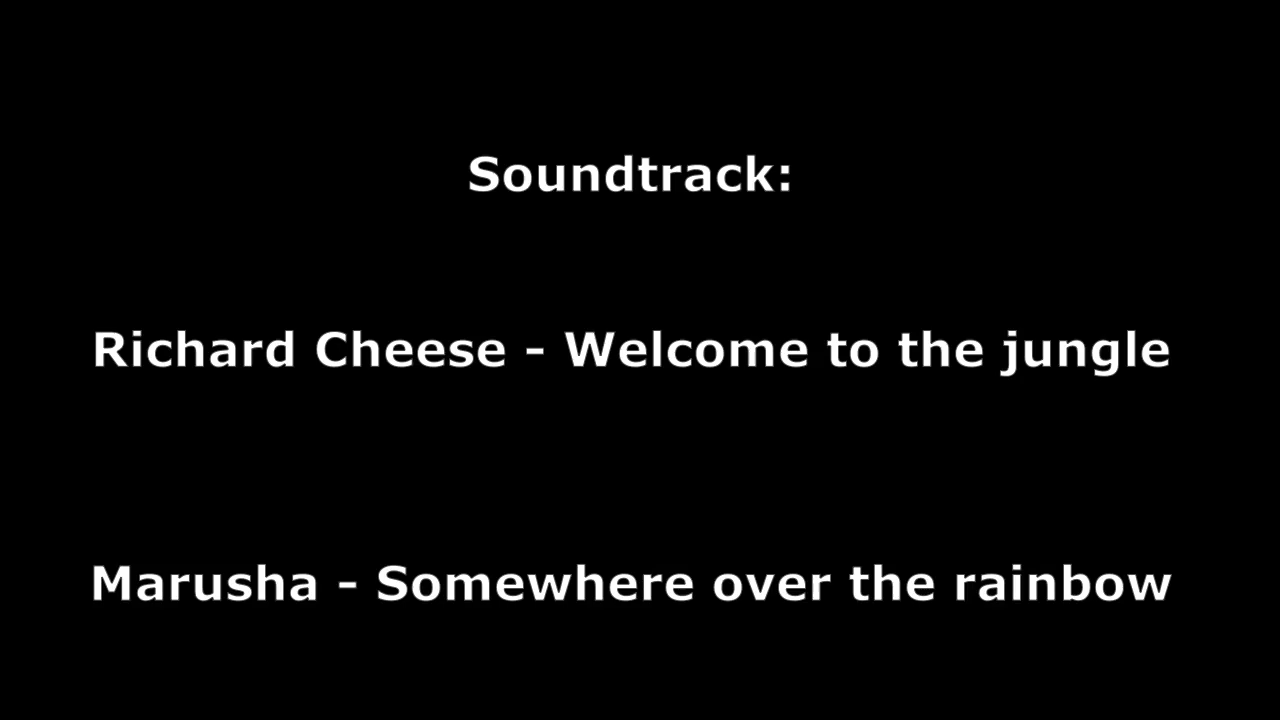 Soundtrack:
Richard Cheese - Welcome to the jungle
Marusha - Somewhere over the rainbow